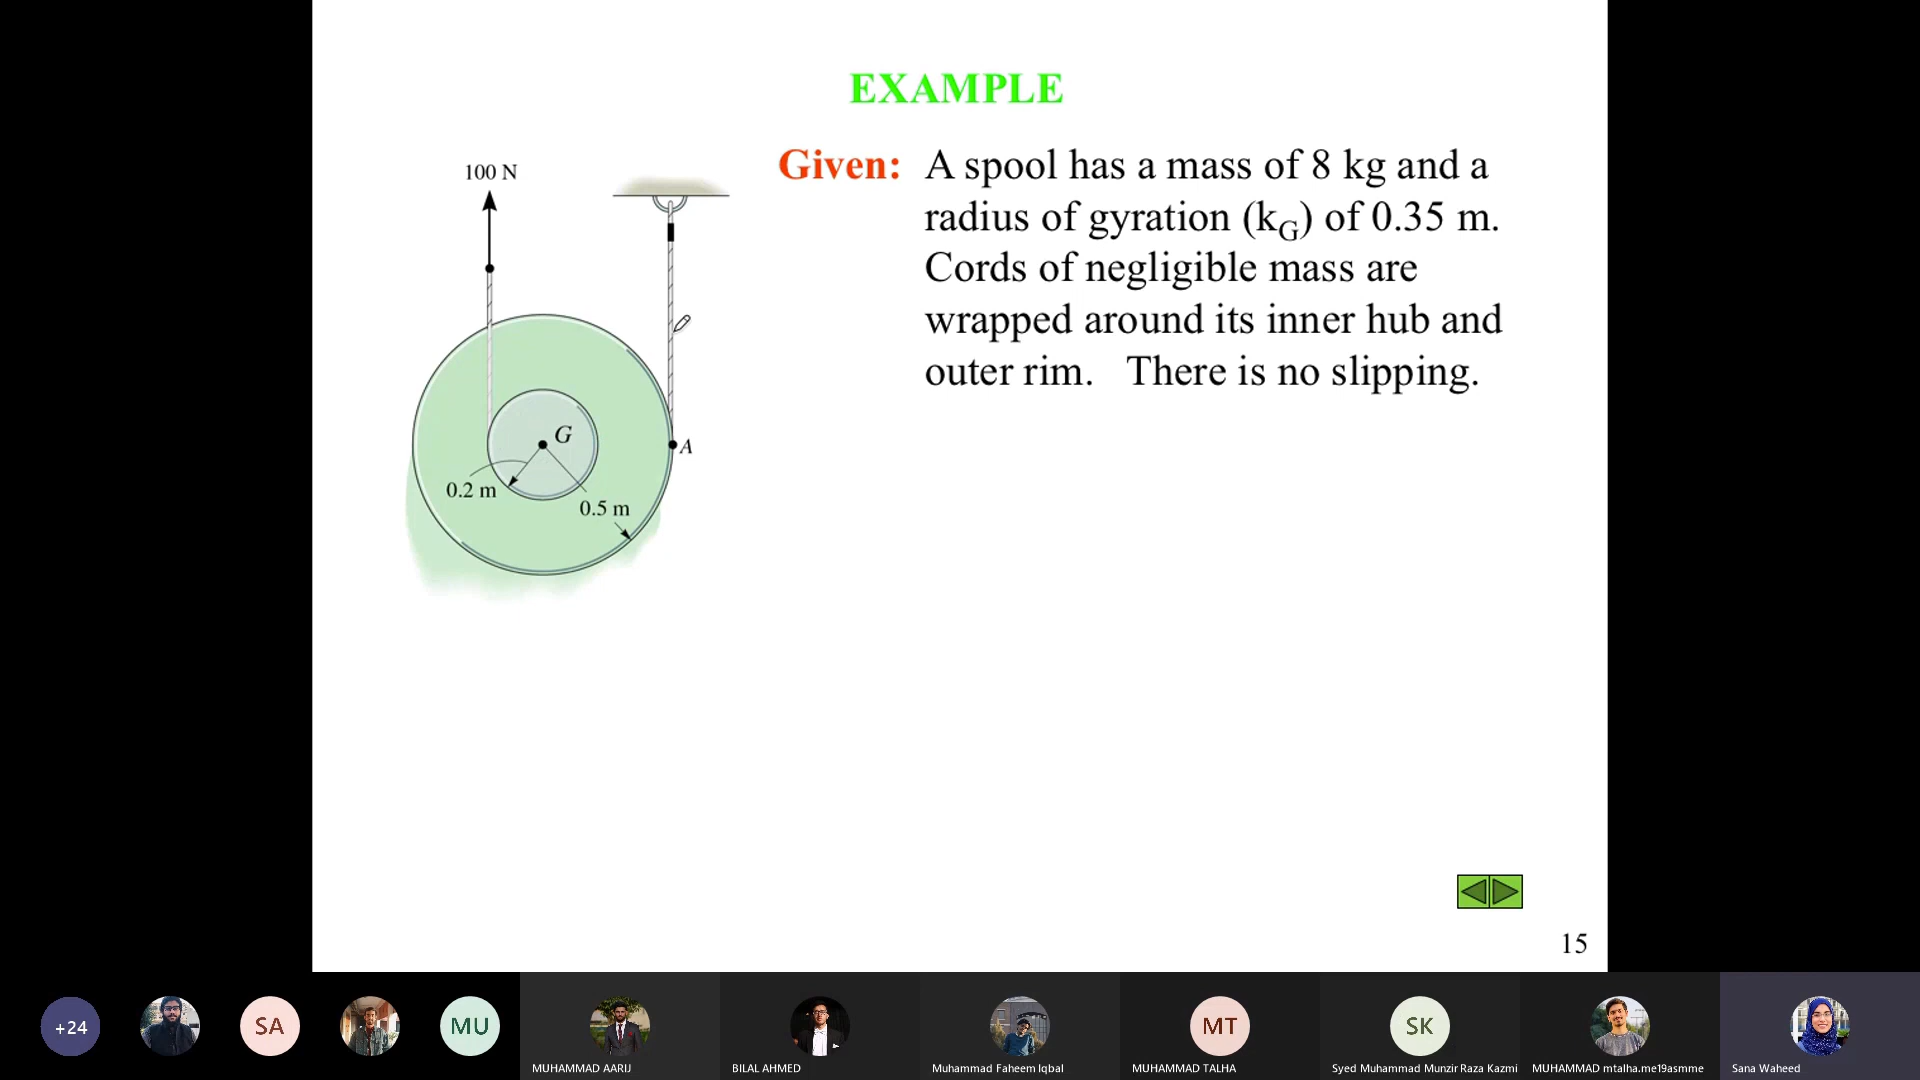 EXAMPLE
Given: A spool has a mass of 8 kg and a
radius of gyration (kG) of 0.35 m.
Cords of negligible mass are
wrapped around its inner hub and
outer rim. There is no slipping.
100 N
G
A
0.2 m
0.5 m
15
+24
SA
MU
MT
SK
MUHAMMAD AARIJ
BILAL AHMED
Muhammad Faheem Iqbal
MUHAMMAD TALHA
Syed Muhammad Munzir Raza Kazmi
MUHAMMAD mtalha.me19asmme
Sana Waheed